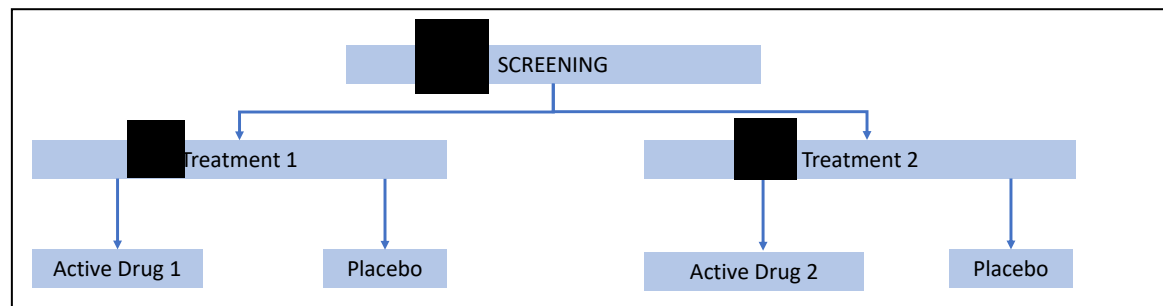 SCREENING
Treatment 1
Treatment 2
Active Drug 1
Placebo
Active Drug 2
Placebo